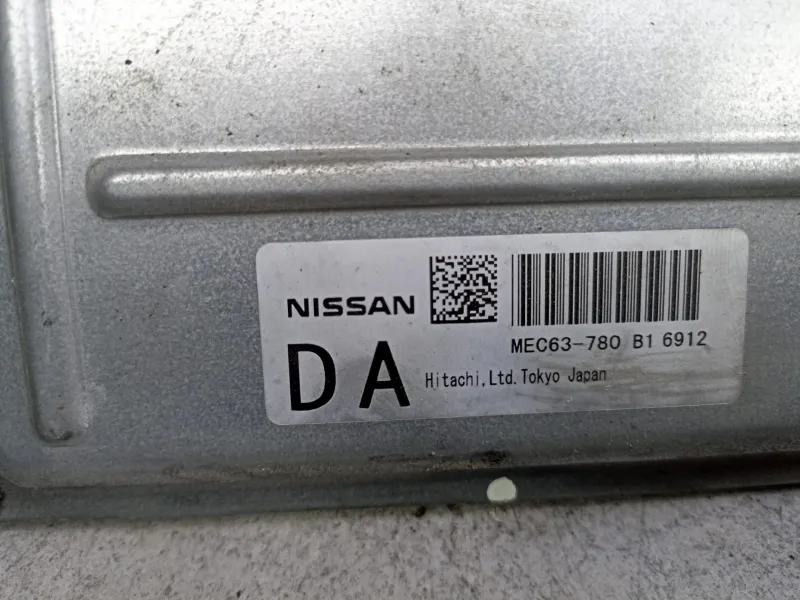 NISSAN
MEC63-780 B1 6912
DA
Hitachi,Ltd.Tokyo Japan